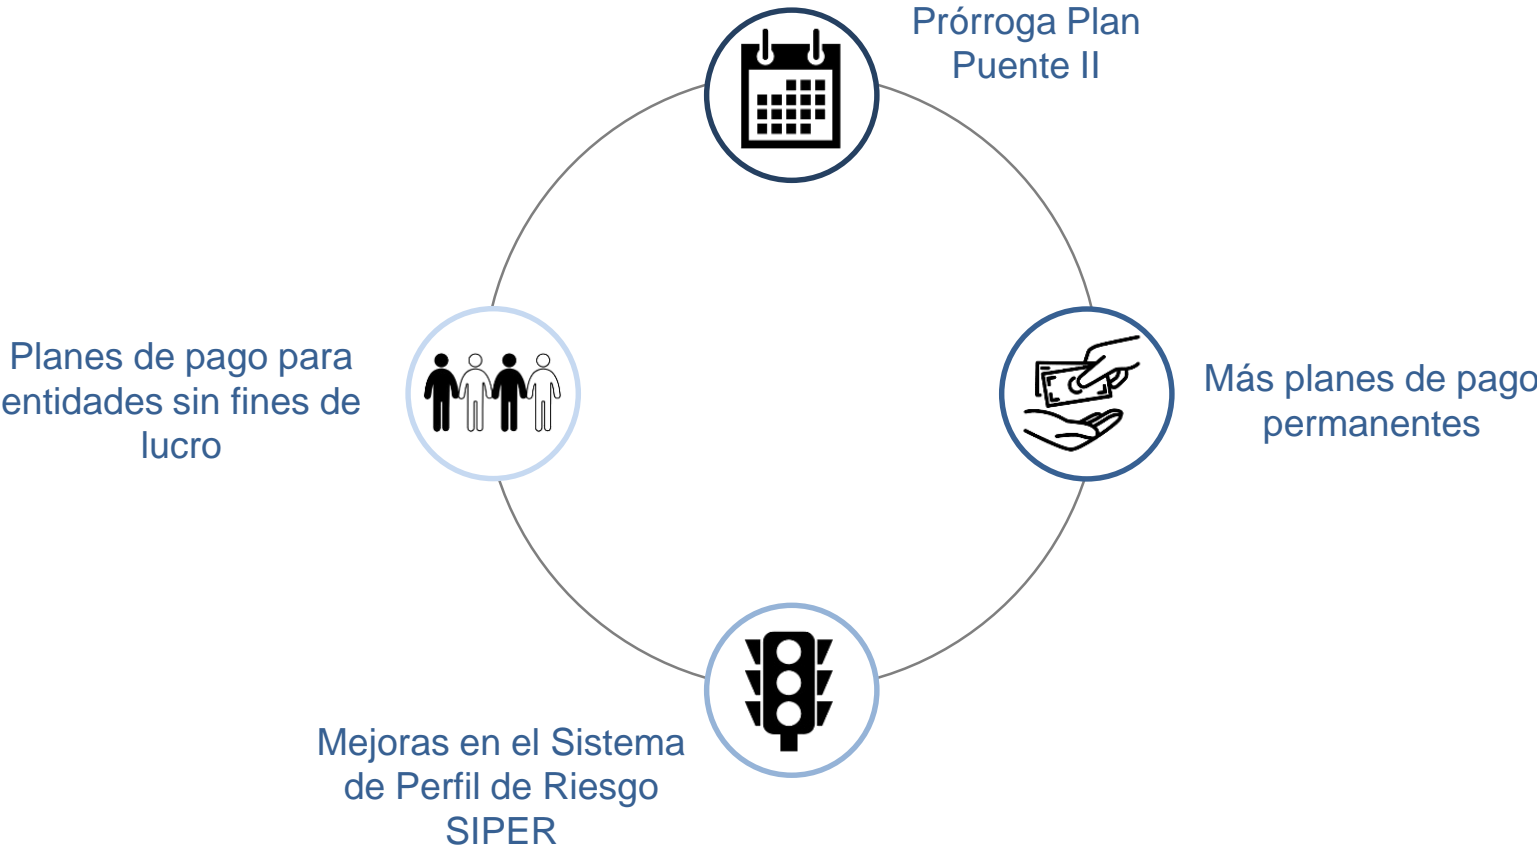 Prórroga Plan
Puente II
Más planes de pago
permanentes
Mejoras en el Sistema
de Perfil de Riesgo
SIPER
Planes de pago para
entidades sin fines de
lucro